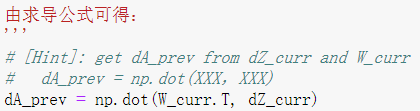 由求导公式可得：
'''
# [Hint]: get dA_prev from dZ_curr and W_curr
#   dA_prev = np.dot(XXX，XXX)
dA_prev = np.dot(W_curr.T, dZ_curr)